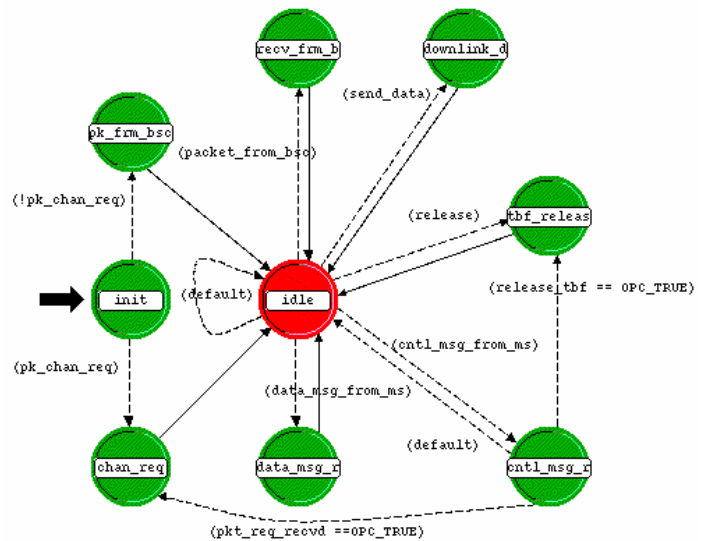 recv_frm_b
downlink_d
(send_data)
pk_frm_bsc
(packet_from_bsc)
(!pk_chan_req)
(release)
tbf_releas
init
(default)
idle
(release_tbf == OPC_TRUE)
(cntl_msg_from_ms)
(pk_chan_req)
(data_msg_from_ms)
(default)
chan_req
data_msg_r
cntl_msg_r
(pkt_req_recvd ==OPC_TRUE)